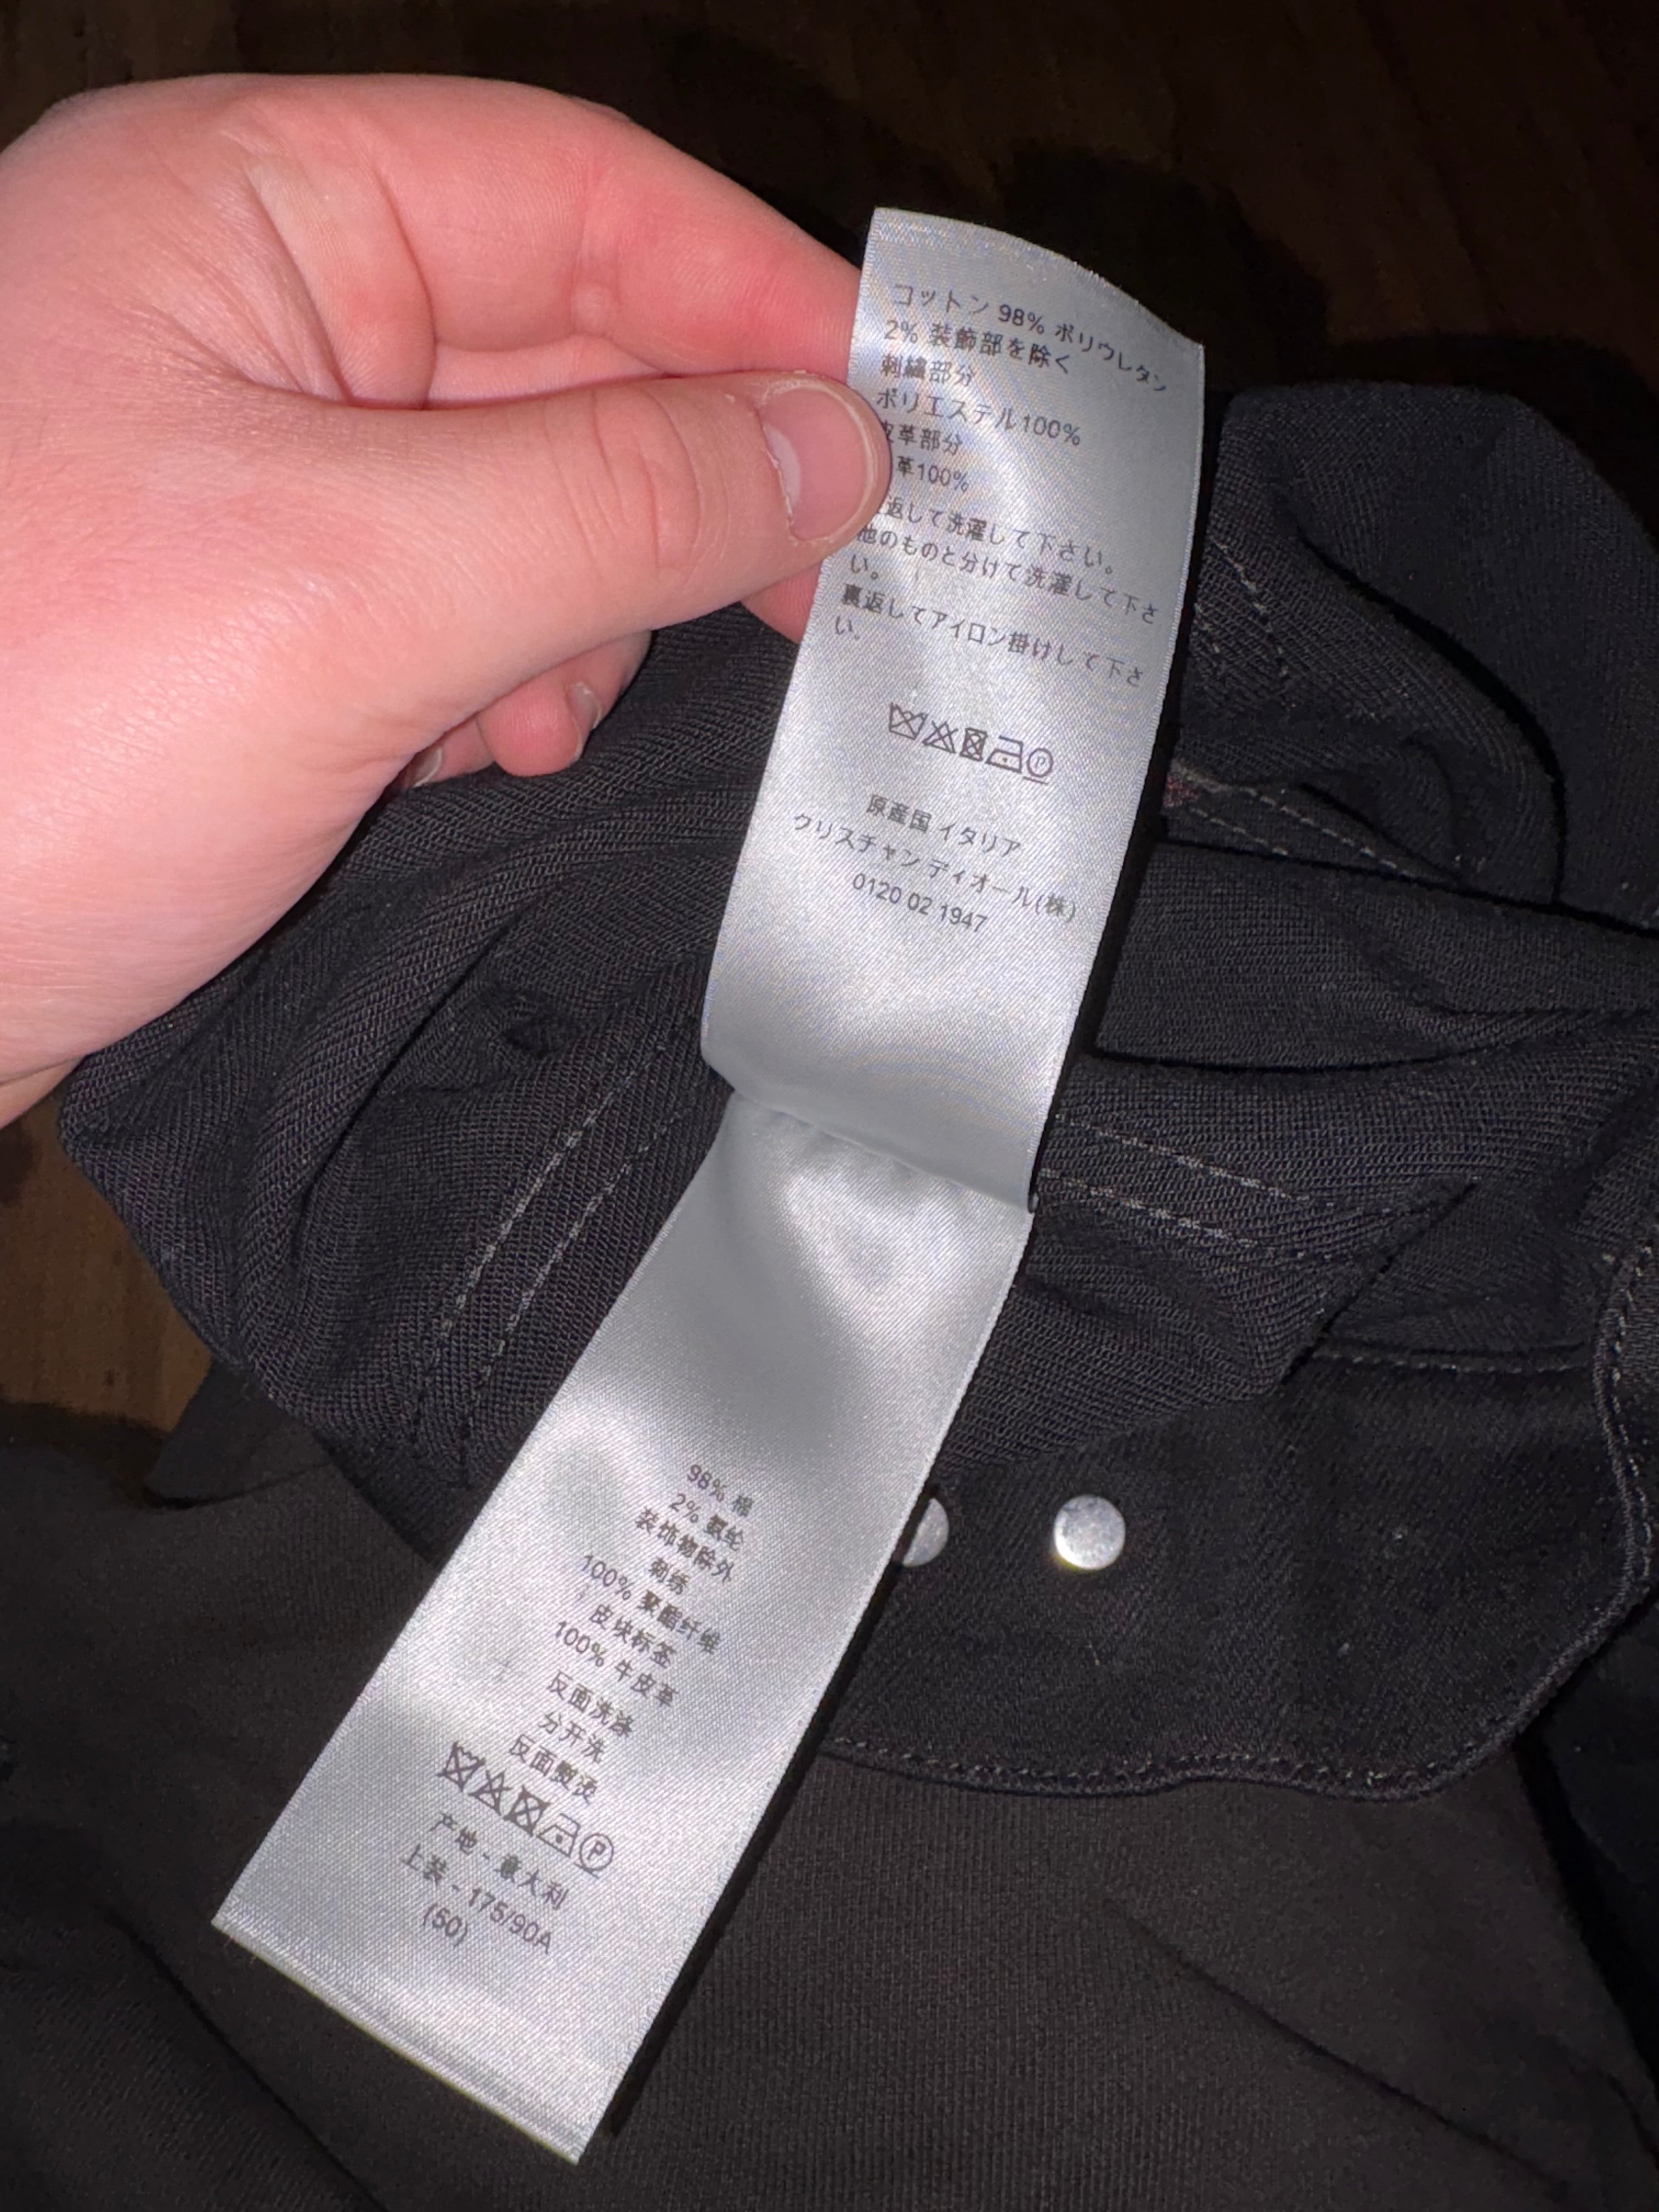 コットン 98% ポリウレタン
2% 装飾部を除く
刺繍部分
ポリエステル100%
革部分
革100%
返して洗濯して下さい。
他のものと分けて洗濯して下さ
い。
裏返してアイロン掛けして下さ
い。
P
原産国 イタリア
クリスチャン ディオール(株)
0120 02 1947
98% 棉
2% 氨纶
装饰物除外
刺绣
100% 聚酯纤维
皮块标签
100% 牛皮革
反面洗涤
分开洗
反面熨烫
P
产地 - 意大利
上装 - 175/90A
(50)